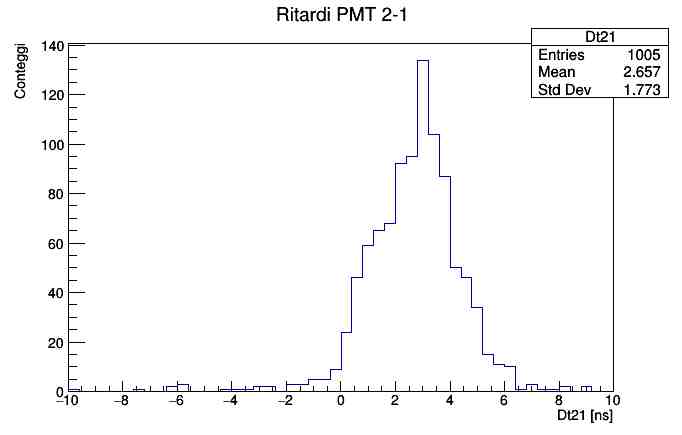 Ritardi PMT 2-1
Dt21
Entries 1005
Mean 2.657
Std Dev 1.773
Conteggi
140
120
100
80
60
40
20
0
−10 −8 −6 −4 −2 0 2 4 6 8 10
Dt21 [ns]